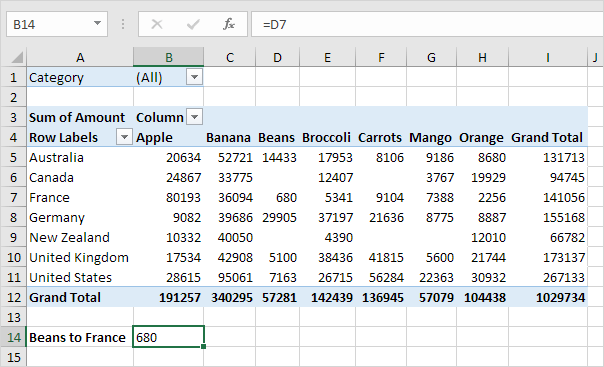 B14 fx =D7
A B C D E F G H I J
1 Category (All)
2
3 Sum of Amount Column
4 Row Labels Apple Banana Beans Broccoli Carrots Mango Orange Grand Total
5 Australia 20634 52721 14433 17953 8106 9186 8680 131713
6 Canada 24867 33775 12407 3767 19929 94745
7 France 80193 36094 680 5341 9104 7388 2256 141056
8 Germany 9082 39686 29905 37197 21636 8775 8887 155168
9 New Zealand 10332 40050 4390 12010 66782
10 United Kingdom 17534 42908 5100 38436 41815 5600 21744 173137
11 United States 28615 95061 7163 26715 56284 22363 30932 267133
12 Grand Total 191257 340295 57281 142439 136945 57079 104438 1029734
13
14 Beans to France 680
15